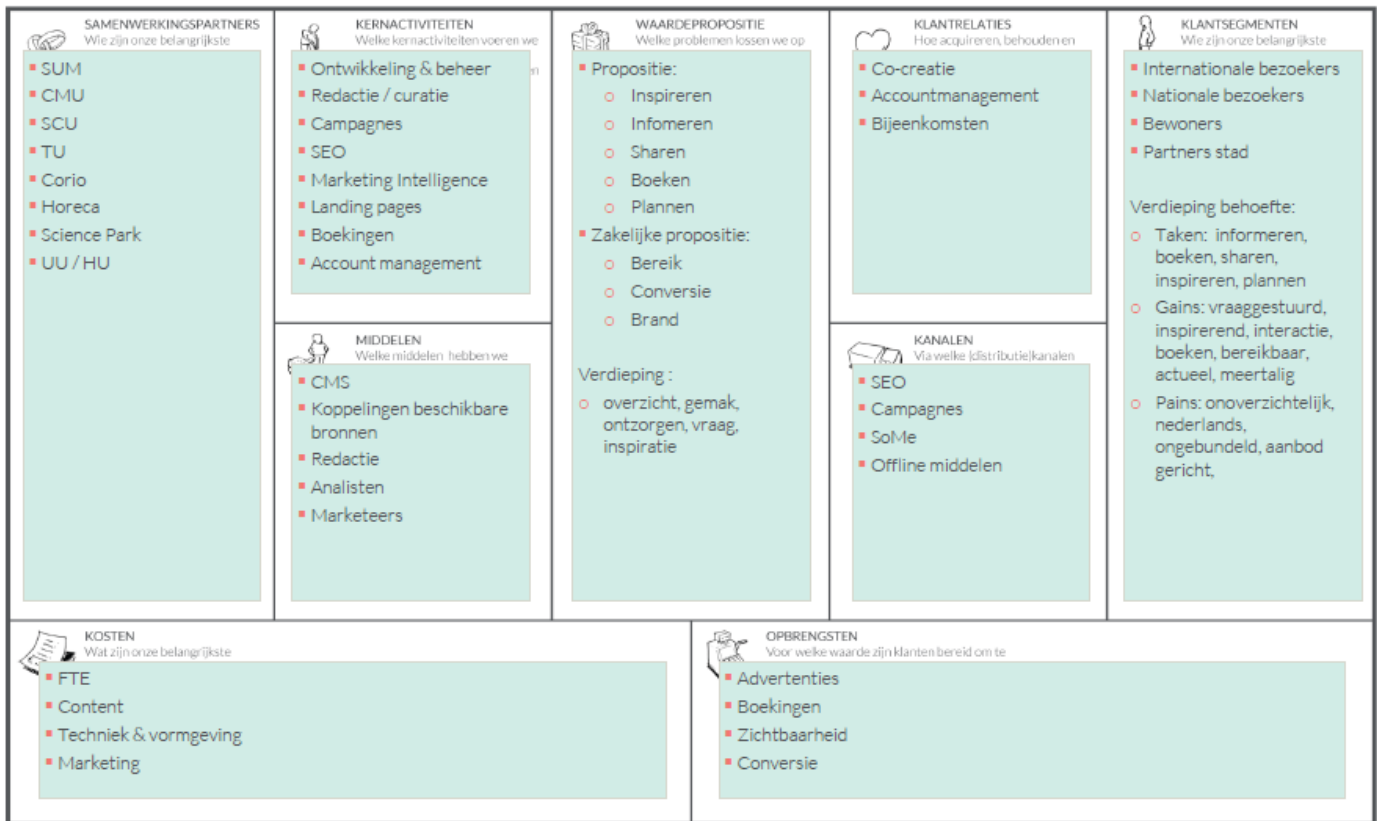 SAMENWERKINGSPARTNERS
Wie zijn onze belangrijkste
SUM
CMU
SCU
TU
Corio
Horeca
Science Park
UU / HU
KERNACTIVITEITEN
Welke kernactiviteiten voeren we
en
Ontwikkeling & beheer
Redactie / curatie
Campagnes
SEO
Marketing Intelligence
Landing pages
Boekingen
Account management
MIDDELEN
Welke middelen hebben we
CMS
Koppelingen beschikbare
bronnen
Redactie
Analisten
Marketeers
WAARDEPROPOSITIE
Welke problemen lossen we op
Propositie:
Inspireren
Infomeren
Sharen
Boeken
Plannen
Zakelijke propositie:
Bereik
Conversie
Brand
Verdieping :
overzicht, gemak,
ontzorgen, vraag,
inspiratie
KLANTRELATIES
Hoe acquireren, behouden en
Co-creatie
Accountmanagement
Bijeenkomsten
KANALEN
Via welke (distributie)kanalen
SEO
Campagnes
SoMe
Offline middelen
KLANTSEGMENTEN
Wie zijn onze belangrijkste
Internationale bezoekers
Nationale bezoekers
Bewoners
Partners stad
Verdieping behoefte:
Taken: informeren,
boeken, sharen,
inspireren, plannen
Gains: vraaggestuurd,
inspirerend, interactie,
boeken, bereikbaar,
actueel, meertalig
Pains: onoverzichtelijk,
nederlands,
ongebundeld, aanbod
gericht,
KOSTEN
Wat zijn onze belangrijkste
FTE
Content
Techniek & vormgeving
Marketing
OPBRENGSTEN
Voor welke waarde zijn klanten bereid om te
Advertenties
Boekingen
Zichtbaarheid
Conversie